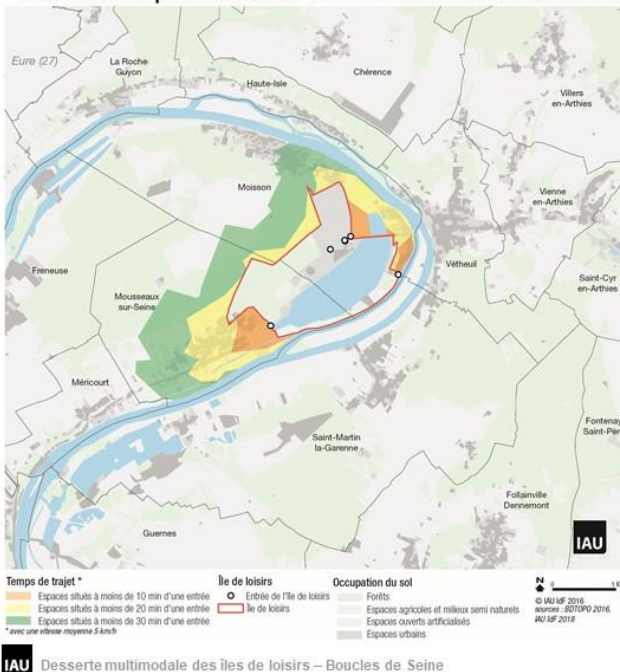 Eure (27)
La Roche
Guyon
Haute-Isle
Chérence
Villers
en-Arthies
Moisson
Vienne
en-Arthies
Vétheuil
Freneuse
Saint-Cyr
en-Arthies
Mousseaux
sur-Seine
Méricourt
Saint-Martin
la-Garenne
Fontenay
Saint-Pèr
Follainville
Dennemont
Guernes
IAU
Temps de trajet *
Espaces situés à moins de 10 min d'une entrée
Espaces situés à moins de 20 min d'une entrée
Espaces situés à moins de 30 min d'une entrée
* avec une vitesse moyenne 5 km/h
Île de loisirs
Entrée de l'île de loisirs
Île de loisirs
Occupation du sol
Forêts
Espaces agricoles et milieux semi naturels
Espaces ouverts artificialisés
Espaces urbains
N
0 1 K
© IAU îdF 2016
sources : BDTOPO 2016,
IAU îdF 2018
IAU Desserte multimodale des îles de loisirs – Boucles de Seine